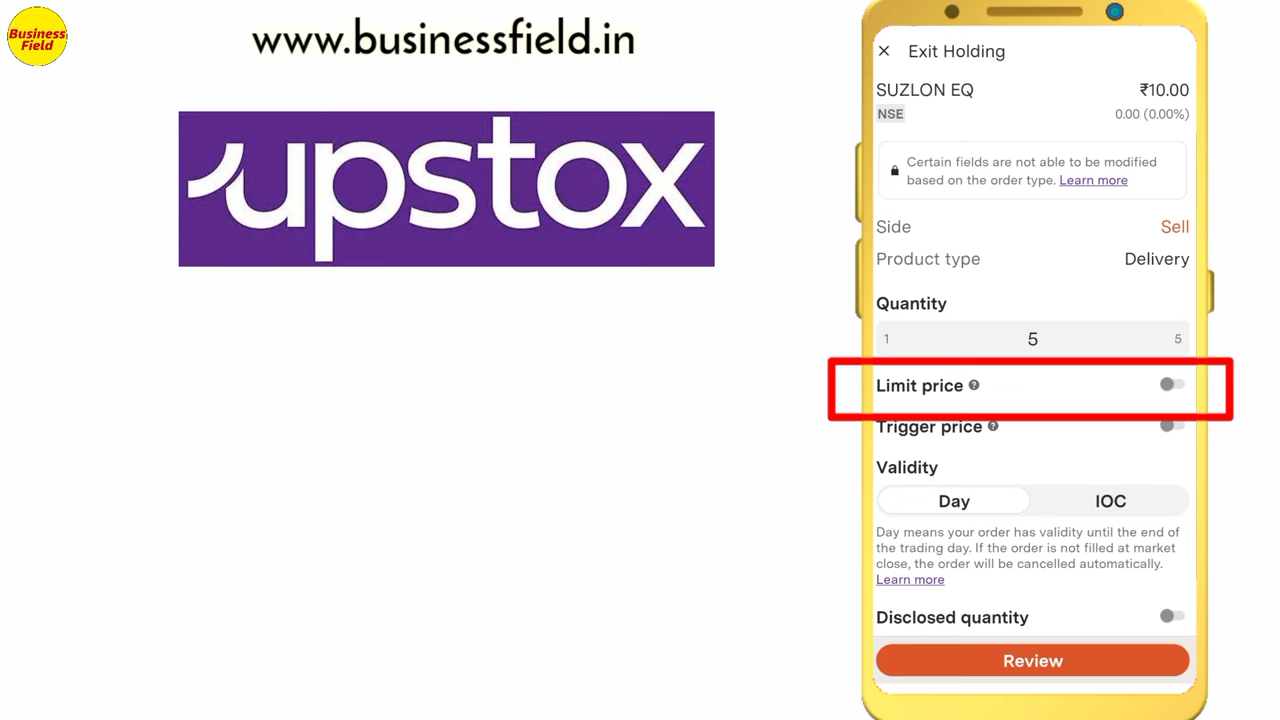 Business
Field
www.businessfield.in
upstox
Exit Holding
SUZLON EQ ₹10.00
NSE 0.00 (0.00%)
Certain fields are not able to be modified
based on the order type. Learn more
Side Sell
Product type Delivery
Quantity
1 5 5
Limit price ?
Trigger price ?
Validity
Day IOC
Day means your order has validity until the end of
the trading day. If the order is not filled at market
close, the order will be cancelled automatically.
Learn more
Disclosed quantity
Review